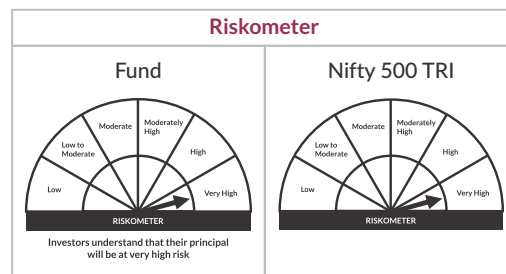 Riskometer
Fund
Low
Low to
Moderate
Moderate
Moderately
High
High
Very High
RISKOMETER
Investors understand that their principal
will be at very high risk
Nifty 500 TRI
Low
Low to
Moderate
Moderate
Moderately
High
High
Very High
RISKOMETER